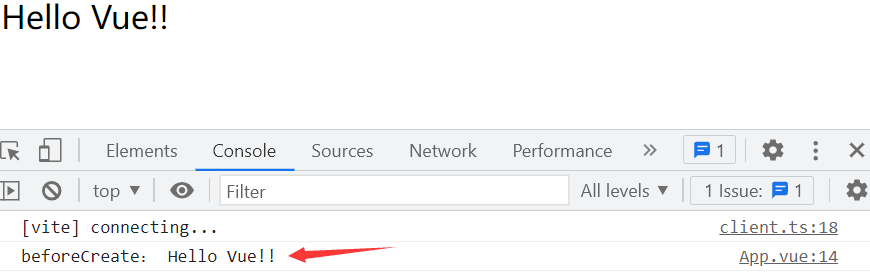 Hello Vue!!
Elements Console Sources Network Performance 1
top Filter All levels 1 Issue: 1
[vite] connecting... client.ts:18
beforeCreate： Hello Vue!! App.vue:14